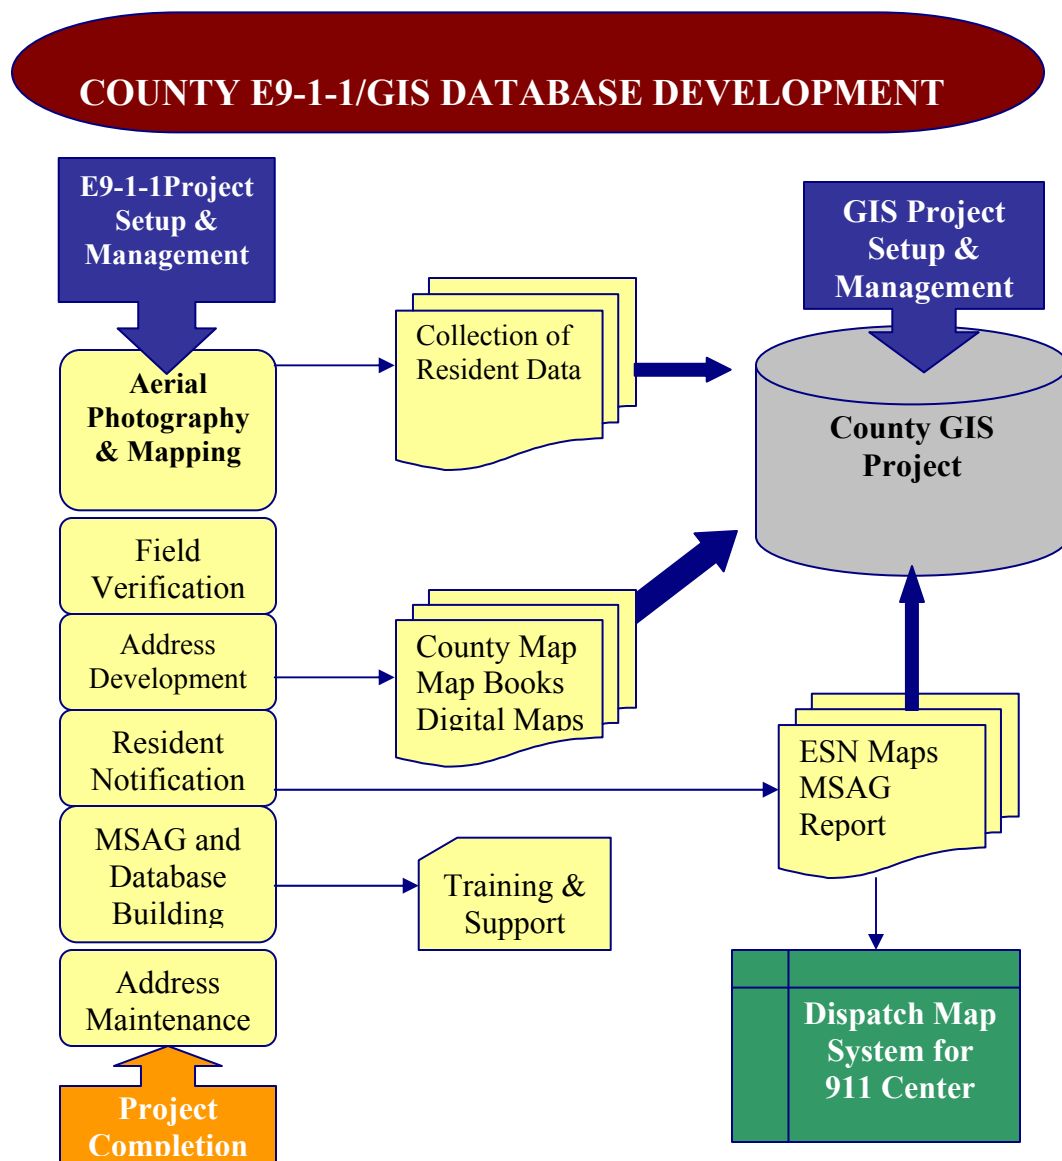 COUNTY E9-1-1/GIS DATABASE DEVELOPMENT
E9-1-1Project
Setup &
Management
GIS Project
Setup &
Management
Aerial
Photography
& Mapping
Collection of
Resident Data
County GIS
Project
Field
Verification
Address
Development
County Map
Map Books
Digital Maps
Resident
Notification
ESN Maps
MSAG
Report
MSAG and
Database
Building
Training &
Support
Address
Maintenance
Dispatch Map
System for
911 Center
Project
Completion